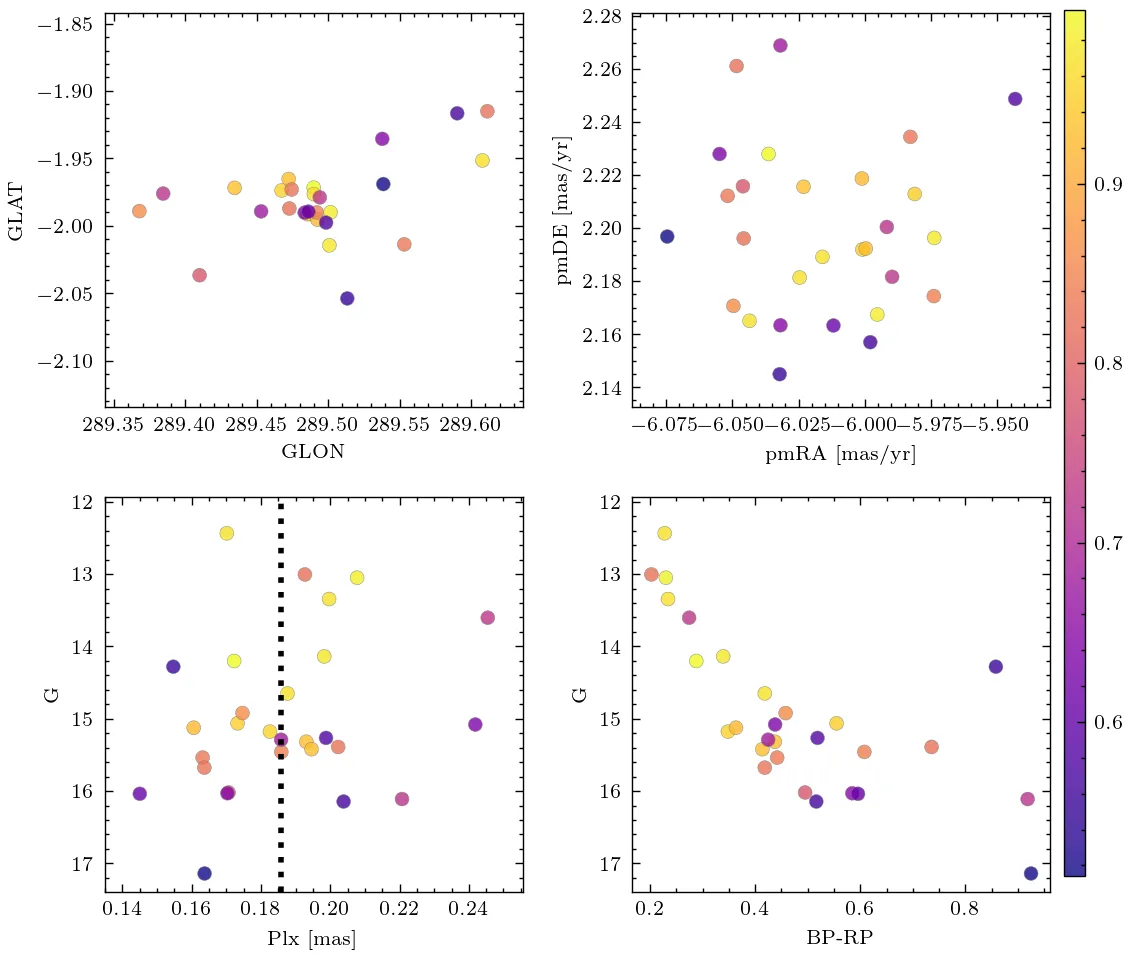 −1.85
−1.90
−1.95
−2.00
−2.05
−2.10
GLAT
289.35 289.40 289.45 289.50 289.55 289.60
GLON
2.28
2.26
2.24
2.22
2.20
2.18
2.16
2.14
pmDE [mas/yr]
−6.075 −6.050 −6.025 −6.000 −5.975 −5.950
pmRA [mas/yr]
0.9
0.8
0.7
0.6
12
13
14
15
16
17
G
0.14 0.16 0.18 0.20 0.22 0.24
Plx [mas]
12
13
14
15
16
17
G
0.2 0.4 0.6 0.8
BP-RP